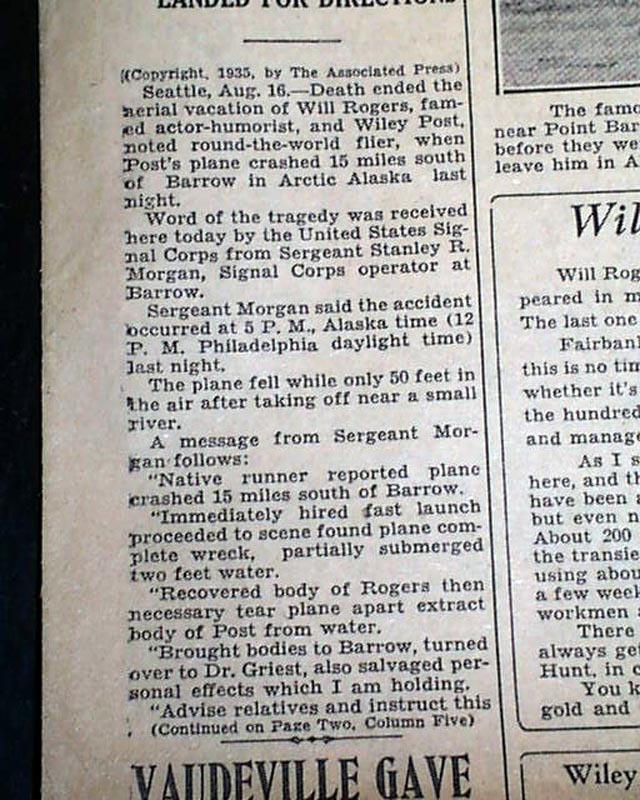 LANDED FOR DIRECTIONS
(Copyright, 1935, by The Associated Press)
Seattle, Aug. 16.—Death ended the
aerial vacation of Will Rogers, fam-
ed actor-humorist, and Wiley Post,
noted round-the-world flier, when
Post's plane crashed 15 miles south
of Barrow in Arctic Alaska last
night.
Word of the tragedy was received
here today by the United States Sig-
nal Corps from Sergeant Stanley R.
Morgan, Signal Corps operator at
Barrow.
Sergeant Morgan said the accident
occurred at 5 P. M., Alaska time (12
P. M. Philadelphia daylight time)
last night.
The plane fell while only 50 feet in
the air after taking off near a small
river.
A message from Sergeant Mor-
gan follows:
"Native runner reported plane
crashed 15 miles south of Barrow.
"Immediately hired fast launch
proceeded to scene found plane com-
plete wreck, partially submerged
two feet water.
"Recovered body of Rogers then
necessary tear plane apart extract
body of Post from water.
"Brought bodies to Barrow, turned
over to Dr. Griest, also salvaged per-
sonal effects which I am holding.
"Advise relatives and instruct this
(Continued on Page Two, Column Five)
VAUDEVILLE GAVE
The famo
near Point Bar
before they we
leave him in A
Wil
Will Rog
peared in m
The last one
Fairban
this is no tim
whether it's
the hundred
and manage
As I s
here, and th
have been a
but even n
About 200
the transie
using abou
a few week
workmen
There
always get
Hunt, in c
You k
gold and
Wiley